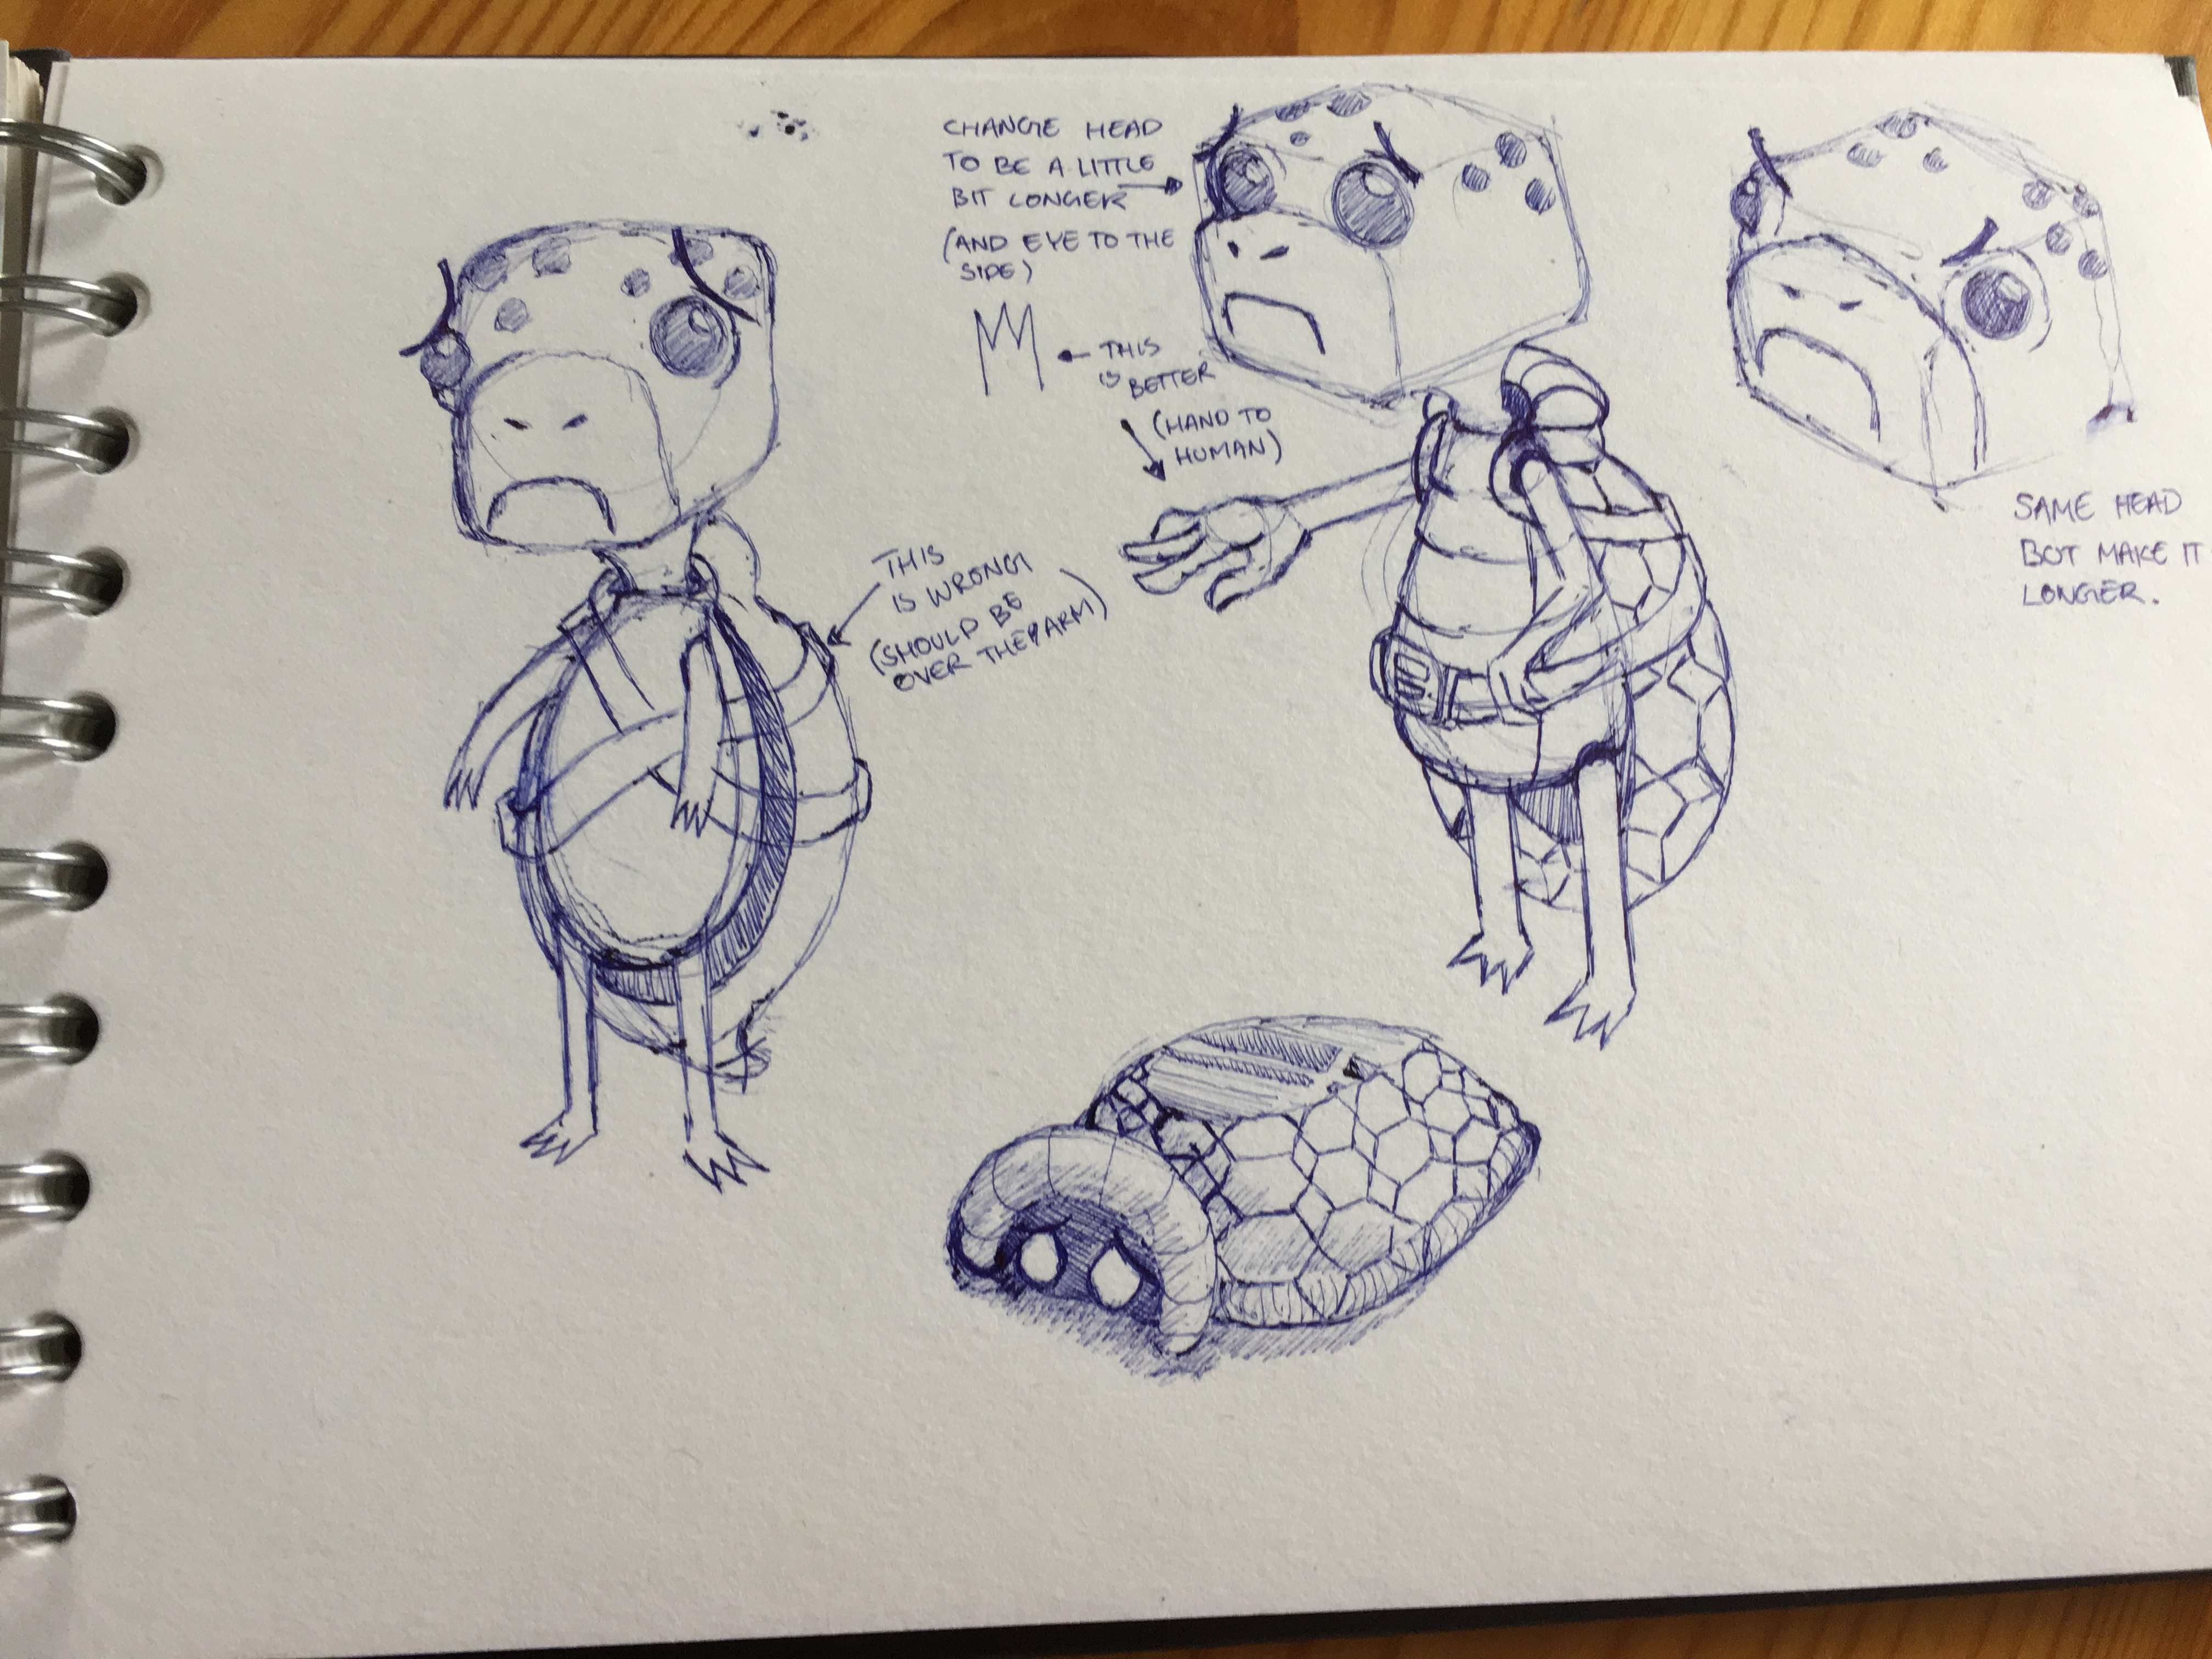 CHANGE HEAD
TO BE A LITTLE
BIT LONGER
(AND EYE TO THE
SIDE)
THIS
IS BETTER
(HAND TO
HUMAN)
THIS
IS WRONG!
(SHOULD BE
OVER THE ARM)
SAME HEAD
BUT MAKE IT
LONGER.